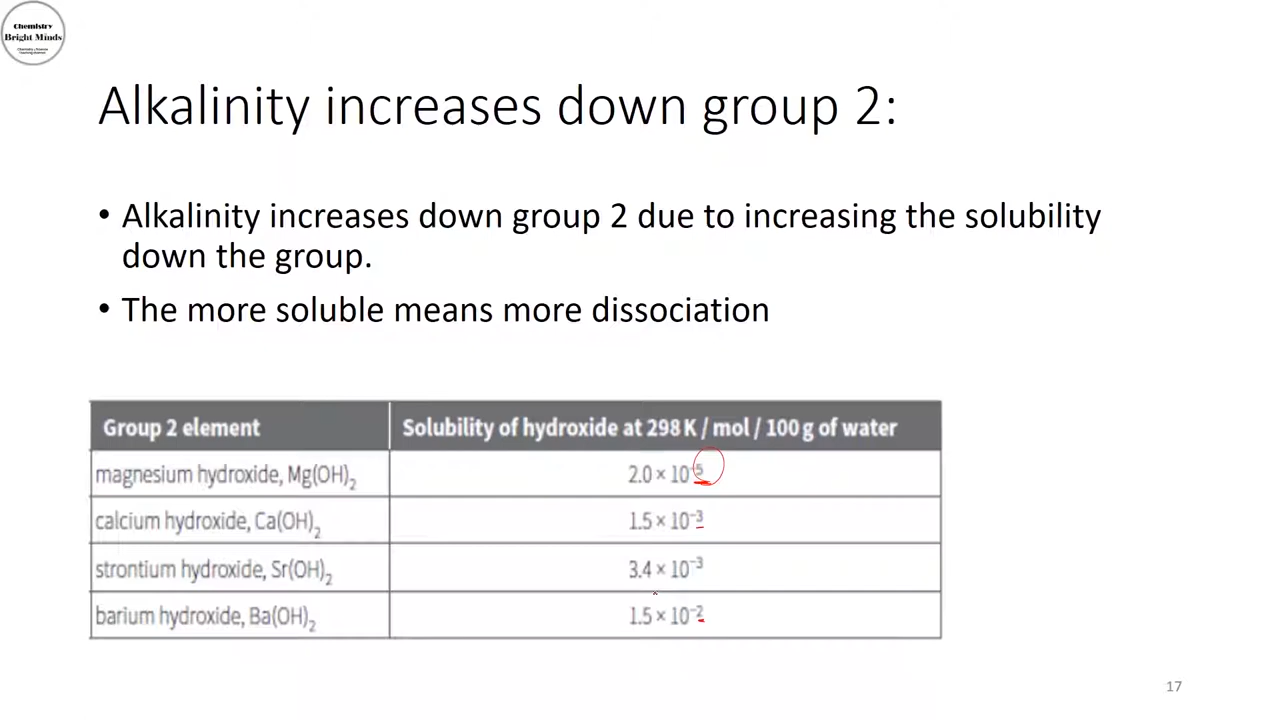 Chemistry
Bright Minds
Alkalinity increases down group 2:
• Alkalinity increases down group 2 due to increasing the solubility
down the group.
• The more soluble means more dissociation
Group 2 element Solubility of hydroxide at 298 K / mol / 100 g of water
magnesium hydroxide, Mg(OH)₂ 2.0 × 10⁻⁵
calcium hydroxide, Ca(OH)₂ 1.5 × 10⁻³
strontium hydroxide, Sr(OH)₂ 3.4 × 10⁻³
barium hydroxide, Ba(OH)₂ 1.5 × 10⁻²
17